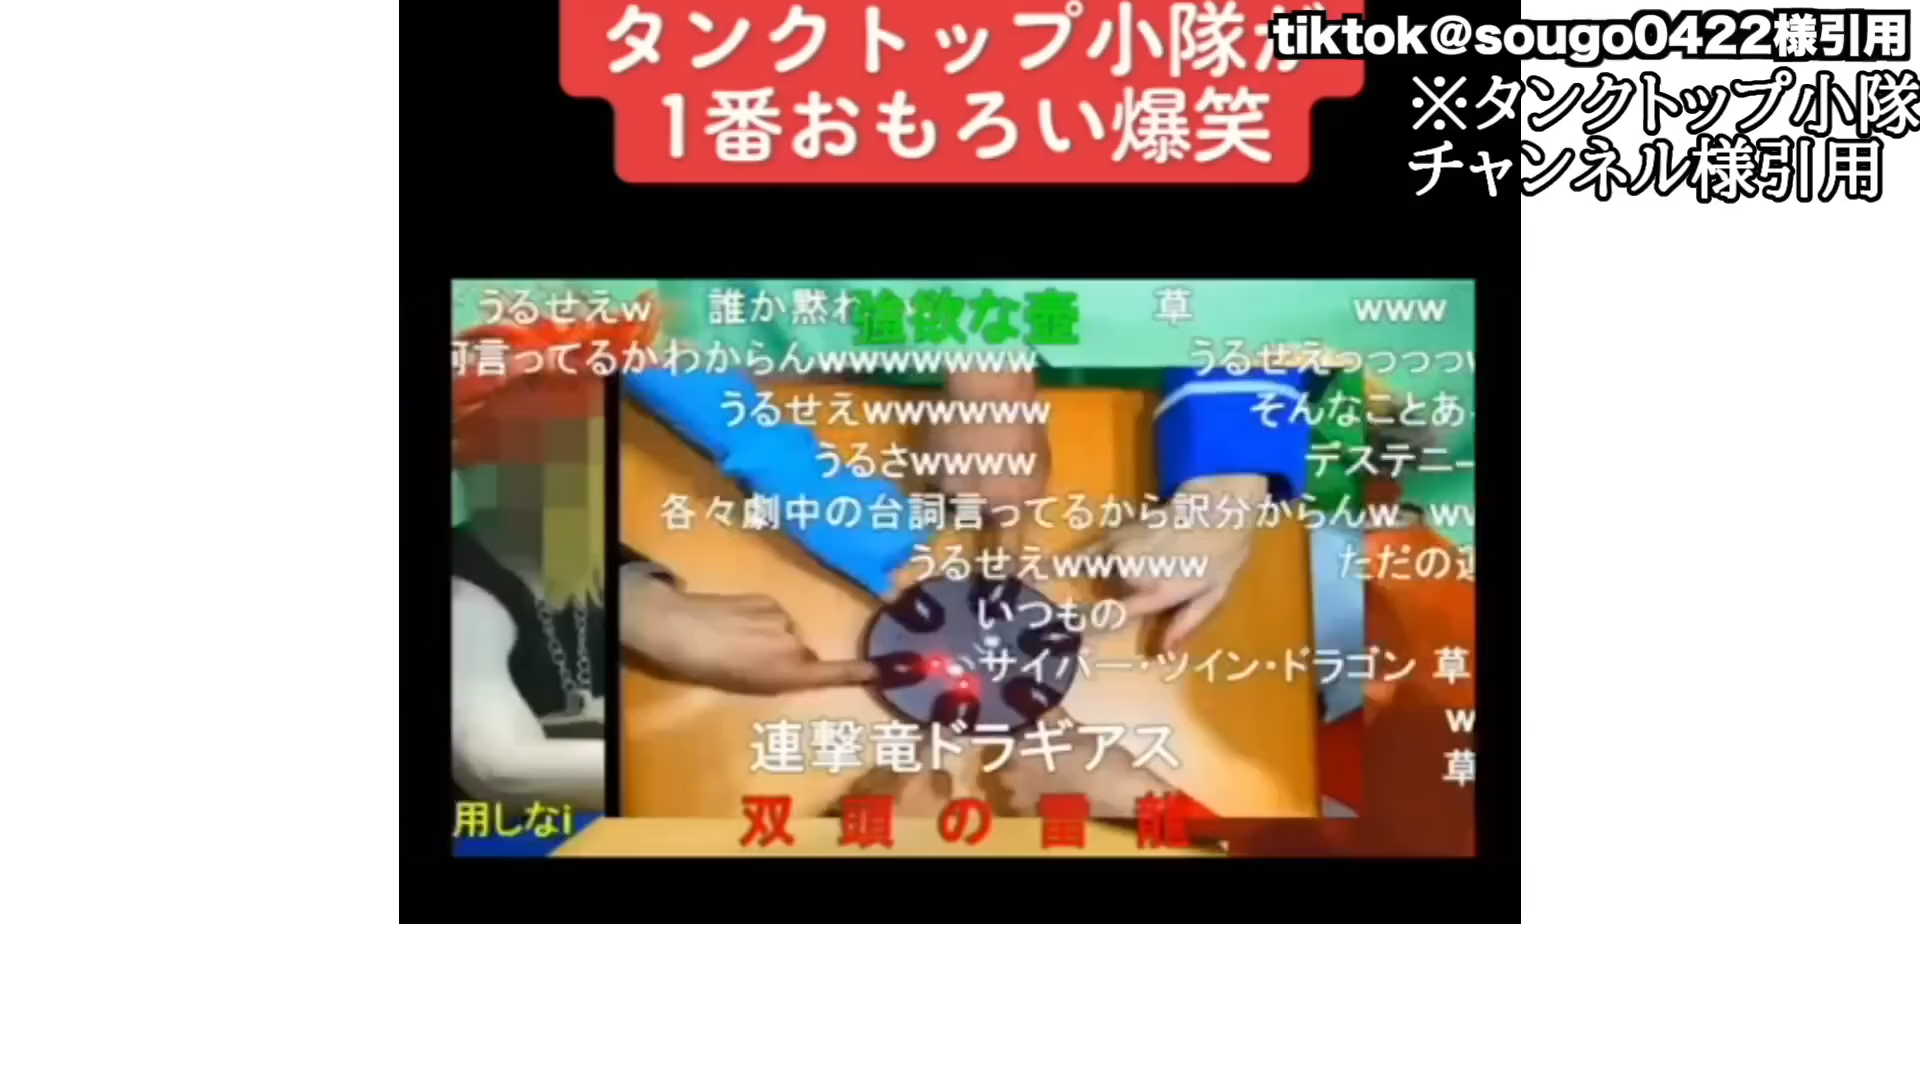 タンクトップ小隊が
1番おもろい爆笑
tiktok@sougo0422様引用
※タンクトップ小隊
チャンネル様引用
うるせえw 誰か黙れ 強欲な壺 草 www
何言ってるかわからんwwwwwwww うるせえっっっっw
うるせえwwwwww そんなことあ
うるさwwww デステニー
各々劇中の台詞言ってるから訳分からんw ww
うるせえwwwww ただの
いつもの
サイバー・ツイン・ドラゴン 草
w
連撃竜ドラギアス
草
用しなi
双頭の雷龍